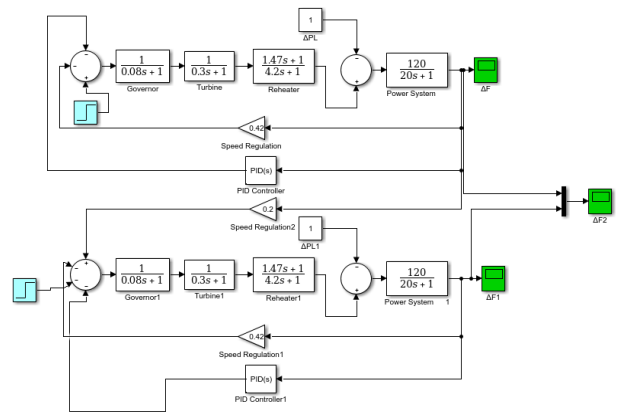 1
ΔPL
1
0.08s + 1
Governor
1
0.3s + 1
Turbine
1.47s + 1
4.2s + 1
Reheater
120
20s + 1
Power System
ΔF
0.42
Speed Regulation
PID(s)
PID Controller
0.2
Speed Regulation2
ΔF2
1
ΔPL1
1
0.08s + 1
Governor1
1
0.3s + 1
Turbine1
1.47s + 1
4.2s + 1
Reheater1
120
20s + 1
Power System 1
ΔF1
0.42
Speed Regulation1
PID(s)
PID Controller1